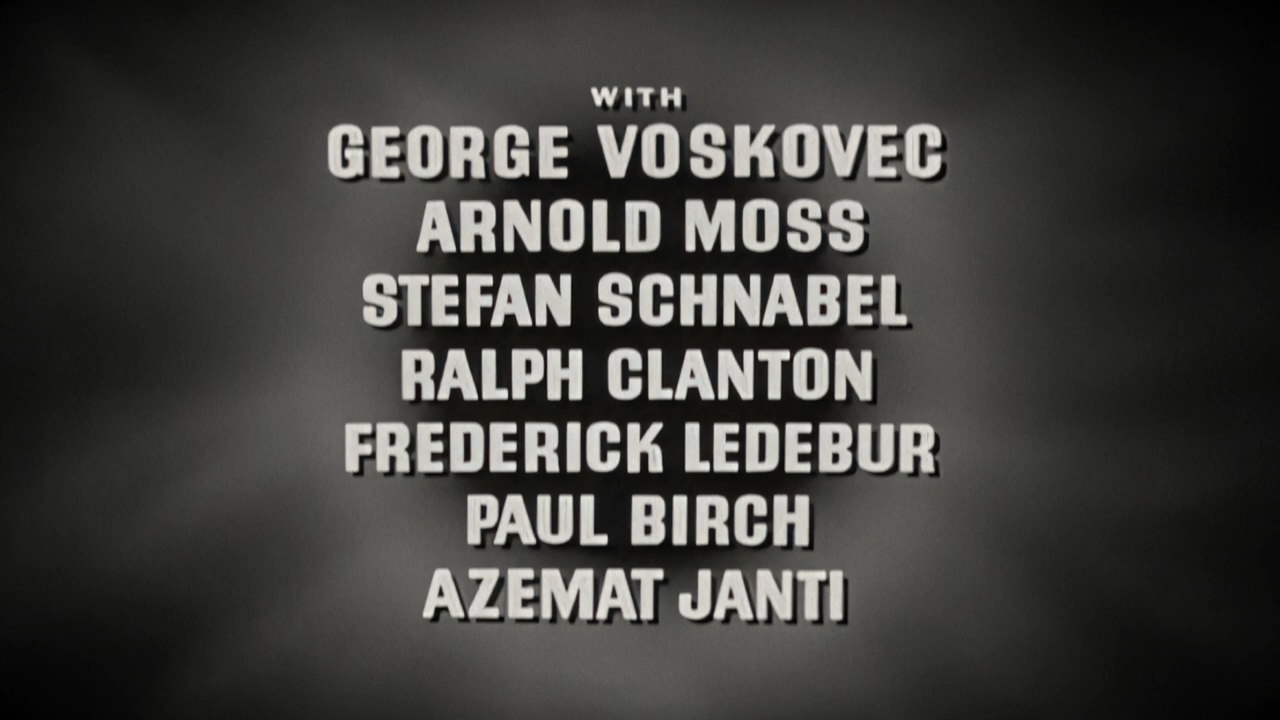 WITH
GEORGE VOSKOVEC
ARNOLD MOSS
STEFAN SCHNABEL
RALPH CLANTON
FREDERICK LEDEBUR
PAUL BIRCH
AZEMAT JANTI